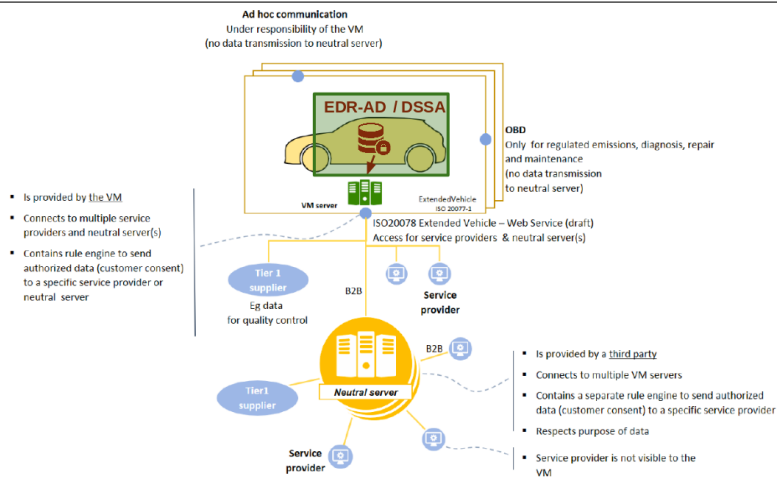 Ad hoc communication
Under responsibility of the VM
(no data transmission to neutral server)
EDR-AD / DSSA
OBD
Only for regulated emissions, diagnosis, repair
and maintenance
(no data transmission
to neutral server)
VM server
ExtendedVehicle
ISO 20077-1
▪ Is provided by the VM
▪ Connects to multiple service
providers and neutral server(s)
▪ Contains rule engine to send
authorized data (customer consent)
to a specific service provider or
neutral server
ISO20078 Extended Vehicle – Web Service (draft)
Access for service providers & neutral server(s)
Tier 1
supplier
Eg data
for quality control
B2B
Service
provider
B2B
Neutral server
Tier1
supplier
Service
provider
▪ Is provided by a third party
▪ Connects to multiple VM servers
▪ Contains a separate rule engine to send authorized
data (customer consent) to a specific service provider
▪ Respects purpose of data
▪ Service provider is not visible to the
VM